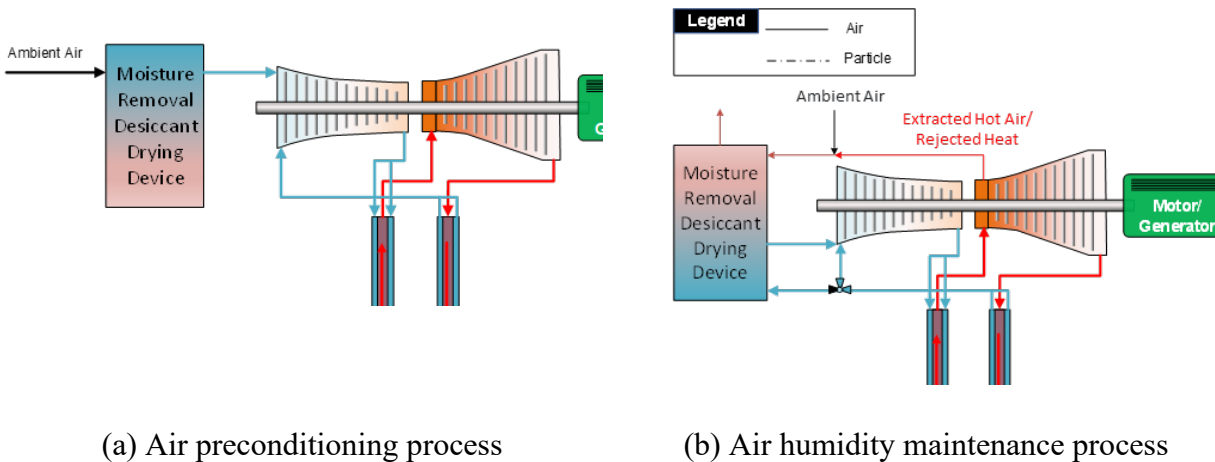 Ambient Air
Moisture
Removal
Desiccant
Drying
Device
G
Legend
Air
Particle
Ambient Air
Extracted Hot Air/
Rejected Heat
Moisture
Removal
Desiccant
Drying
Device
Motor/
Generator
(a) Air preconditioning process
(b) Air humidity maintenance process